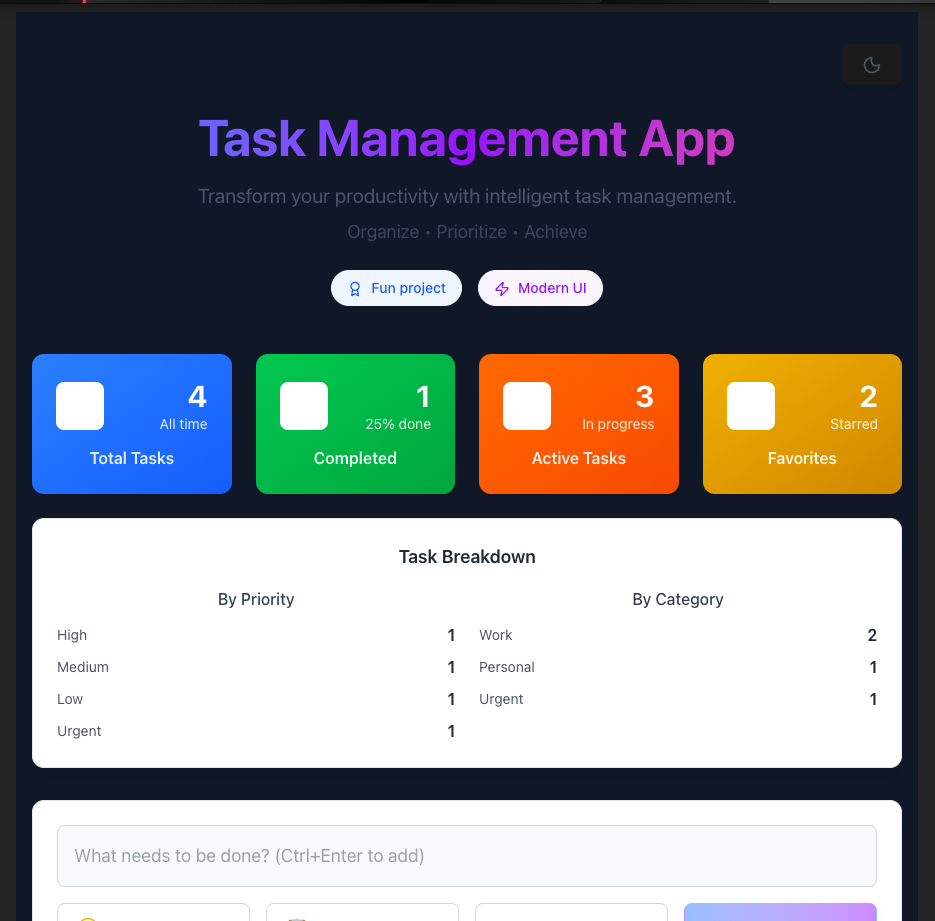 Task Management App
Transform your productivity with intelligent task management.
Organize • Prioritize • Achieve
Fun project
Modern UI
4
All time
Total Tasks
1
25% done
Completed
3
In progress
Active Tasks
2
Starred
Favorites
Task Breakdown
By Priority
High 1
Medium 1
Low 1
Urgent 1
By Category
Work 2
Personal 1
Urgent 1
What needs to be done? (Ctrl+Enter to add)